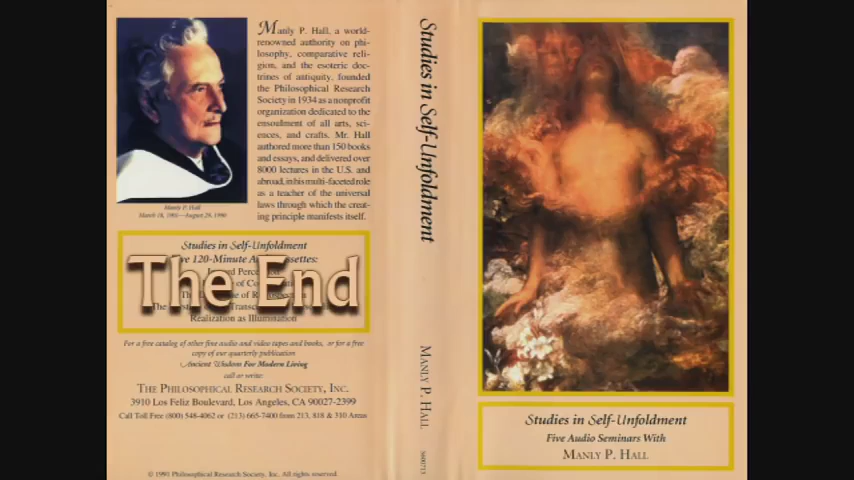 Manly P. Hall, a world-
renowned authority on phi-
losophy, comparative reli-
gion, and the esoteric doc-
trines of antiquity, founded
the Philosophical Research
Society in 1934 as a nonprofit
organization dedicated to the
ensoulment of all arts, sci-
ences, and crafts. Mr. Hall
authored more than 150 books
and essays, and delivered over
8000 lectures in the U.S. and
abroad, in his multi-faceted role
as a teacher of the universal
laws through which the creat-
ing principle manifests itself.
Manly P. Hall
March 18, 1901—August 29, 1990
Studies in Self-Unfoldment
120-Minute
The End
Realization as Illumination
For a free catalog of other fine audio and video tapes and books, or for a free
copy of our quarterly publication
Ancient Wisdom For Modern Living
call or write:
THE PHILOSOPHICAL RESEARCH SOCIETY, INC.
3910 Los Feliz Boulevard, Los Angeles, CA 90027-2399
Call Toll Free (800) 548-4062 or (213) 665-7400 from 213, 818 & 310 Areas
© 1993 Philosophical Research Society, Inc. All rights reserved.
Studies in Self-Unfoldment
MANLY P. HALL
Studies in Self-Unfoldment
Five Audio Seminars With
MANLY P. HALL